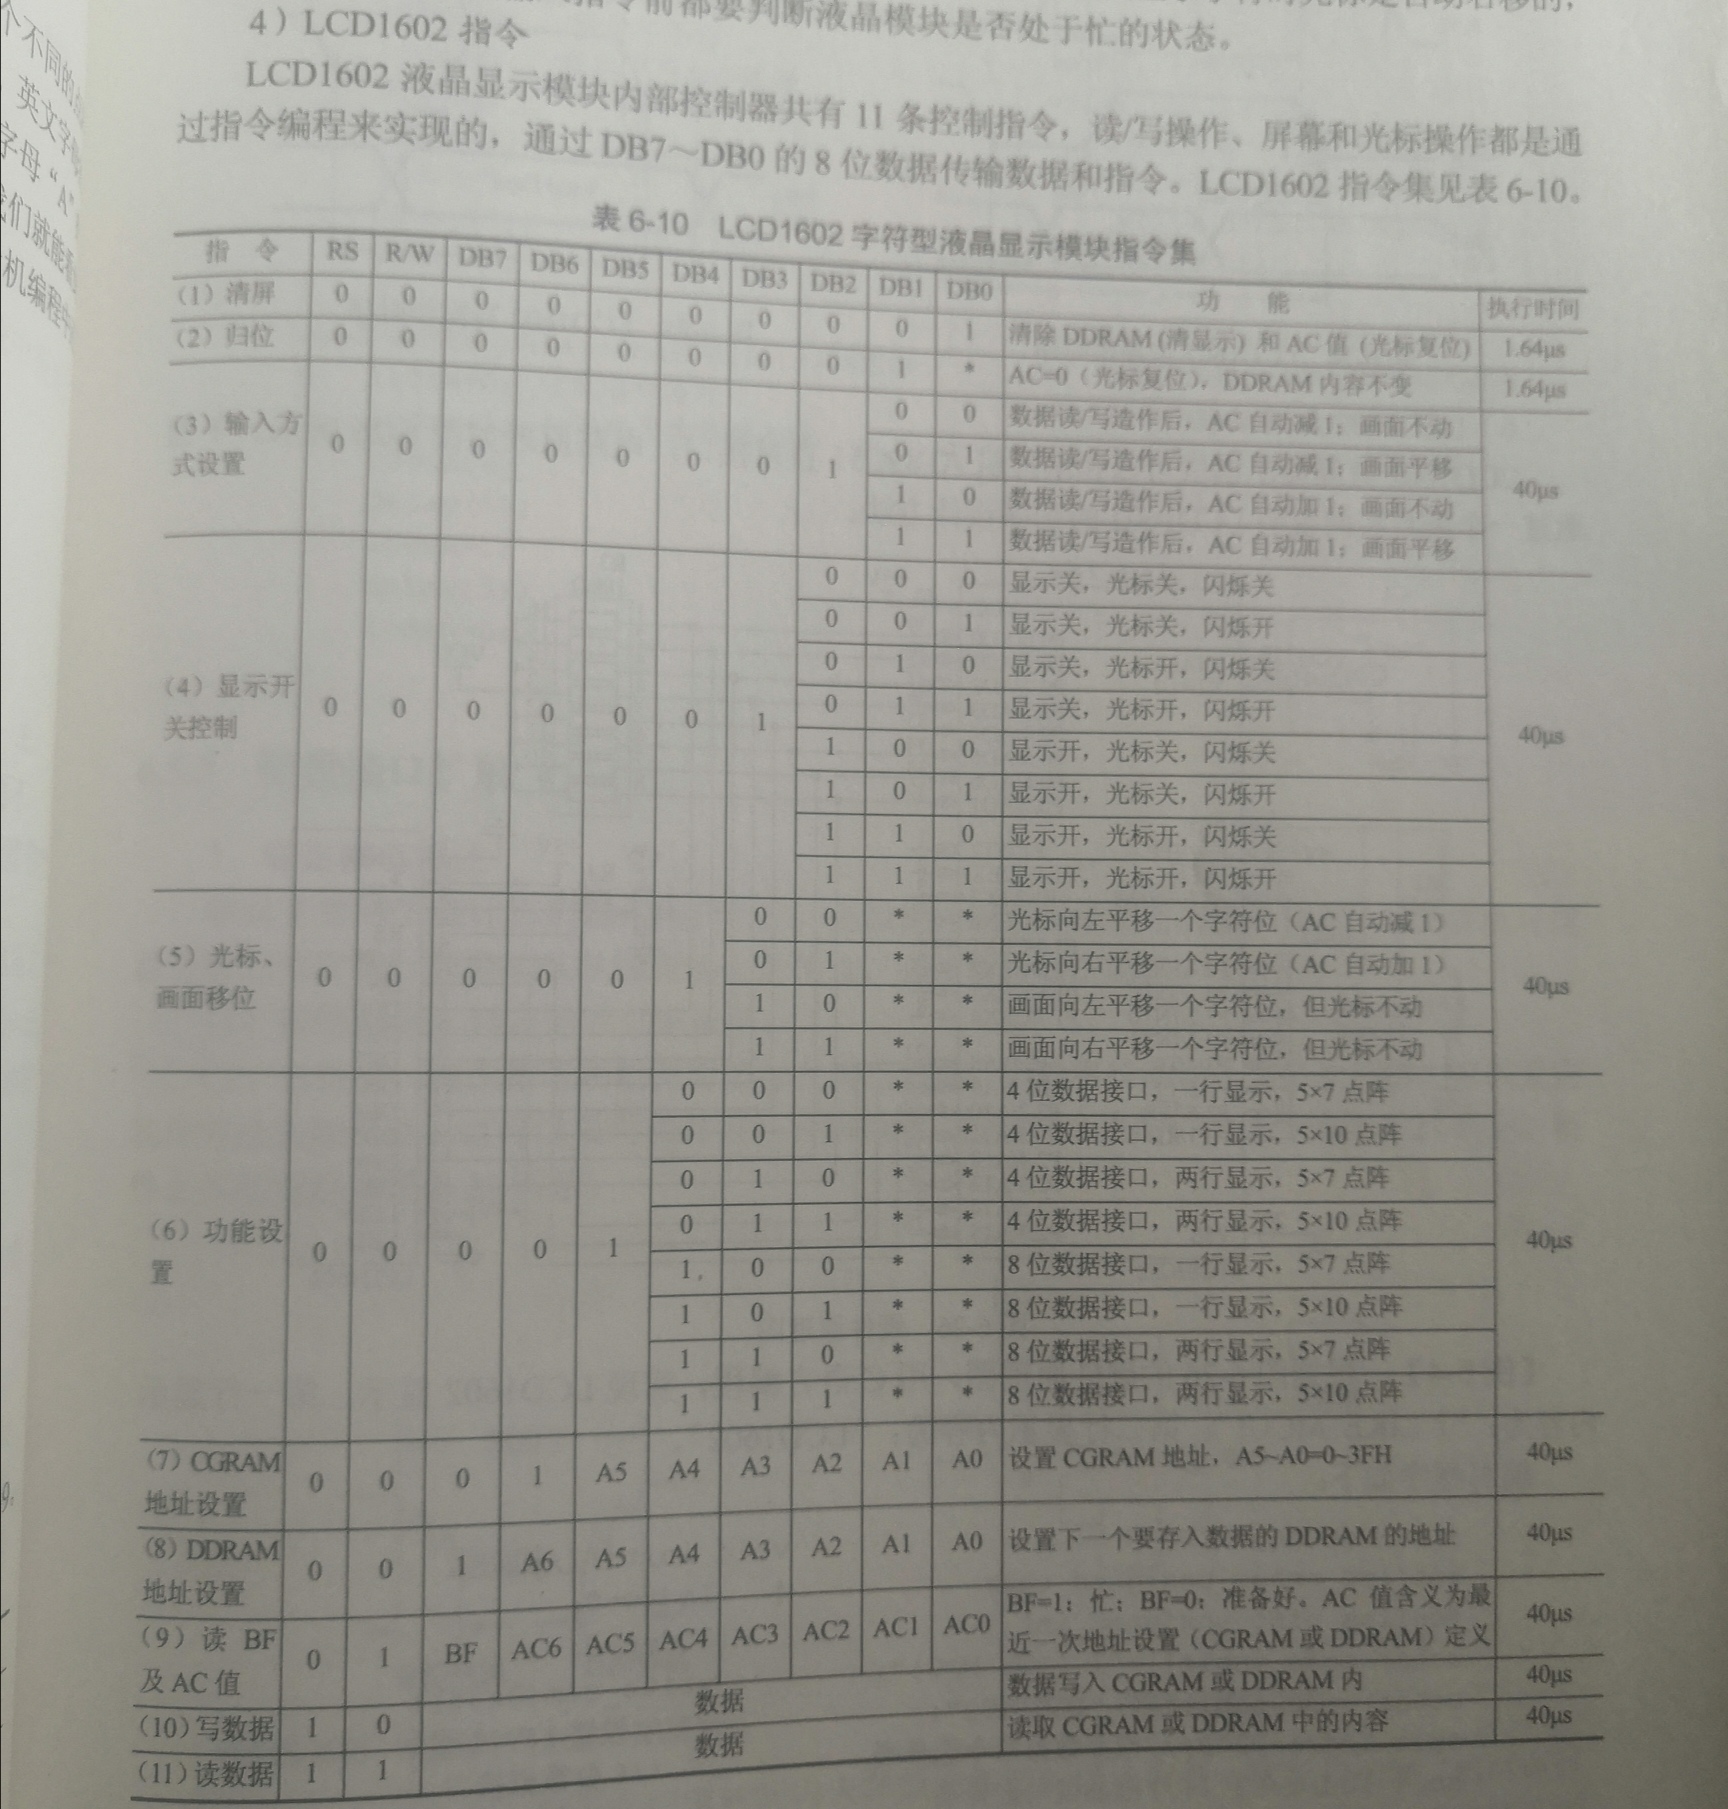 指令前都要判断液晶模块是否处于忙的状态。
4）LCD1602 指令
LCD1602 液晶显示模块内部控制器共有 11 条控制指令，读/写操作、屏幕和光标操作都是通
过指令编程来实现的，通过 DB7～DB0 的 8 位数据传输数据和指令。LCD1602 指令集见表 6-10。
表 6-10 LCD1602 字符型液晶显示模块指令集
指 令 RS R/W DB7 DB6 DB5 DB4 DB3 DB2 DB1 DB0 功 能 执行时间
（1）清屏 0 0 0 0 0 0 0 0 0 1 清除 DDRAM (清显示) 和 AC 值 (光标复位) 1.64μs
（2）归位 0 0 0 0 0 0 0 0 1 * AC=0（光标复位），DDRAM 内容不变 1.64μs
（3）输入方
式设置 0 0 0 0 0 0 0 1 40μs
0 0 数据读/写造作后，AC 自动减 1；画面不动
0 1 数据读/写造作后，AC 自动减 1；画面平移
1 0 数据读/写造作后，AC 自动加 1；画面不动
1 1 数据读/写造作后，AC 自动加 1；画面平移
（4）显示开
关控制 0 0 0 0 0 0 1 40μs
0 0 0 显示关，光标关，闪烁关
0 0 1 显示关，光标关，闪烁开
0 1 0 显示关，光标开，闪烁关
0 1 1 显示关，光标开，闪烁开
1 0 0 显示开，光标关，闪烁关
1 0 1 显示开，光标关，闪烁开
1 1 0 显示开，光标开，闪烁关
1 1 1 显示开，光标开，闪烁开
（5）光标、
画面移位 0 0 0 0 0 1 40μs
0 0 * * 光标向左平移一个字符位（AC 自动减 1）
0 1 * * 光标向右平移一个字符位（AC 自动加 1）
1 0 * * 画面向左平移一个字符位，但光标不动
1 1 * * 画面向右平移一个字符位，但光标不动
（6）功能设
置 0 0 0 0 1 40μs
0 0 0 * * 4 位数据接口，一行显示，5×7 点阵
0 0 1 * * 4 位数据接口，一行显示，5×10 点阵
0 1 0 * * 4 位数据接口，两行显示，5×7 点阵
0 1 1 * * 4 位数据接口，两行显示，5×10 点阵
1 0 0 * * 8 位数据接口，一行显示，5×7 点阵
1 0 1 * * 8 位数据接口，一行显示，5×10 点阵
1 1 0 * * 8 位数据接口，两行显示，5×7 点阵
1 1 1 * * 8 位数据接口，两行显示，5×10 点阵
（7）CGRAM
地址设置 0 0 0 1 A5 A4 A3 A2 A1 A0 设置 CGRAM 地址，A5~A0=0~3FH 40μs
（8）DDRAM
地址设置 0 0 1 A6 A5 A4 A3 A2 A1 A0 设置下一个要存入数据的 DDRAM 的地址 40μs
（9）读 BF
及 AC 值 0 1 BF AC6 AC5 AC4 AC3 AC2 AC1 AC0 BF=1：忙；BF=0：准备好。AC 值含义为最
近一次地址设置（CGRAM 或 DDRAM）定义 40μs
（10）写数据 1 0 数据 数据写入 CGRAM 或 DDRAM 内 40μs
（11）读数据 1 1 数据 读取 CGRAM 或 DDRAM 中的内容 40μs
个不同的
英文字
字母“A”
我们就能
机编程